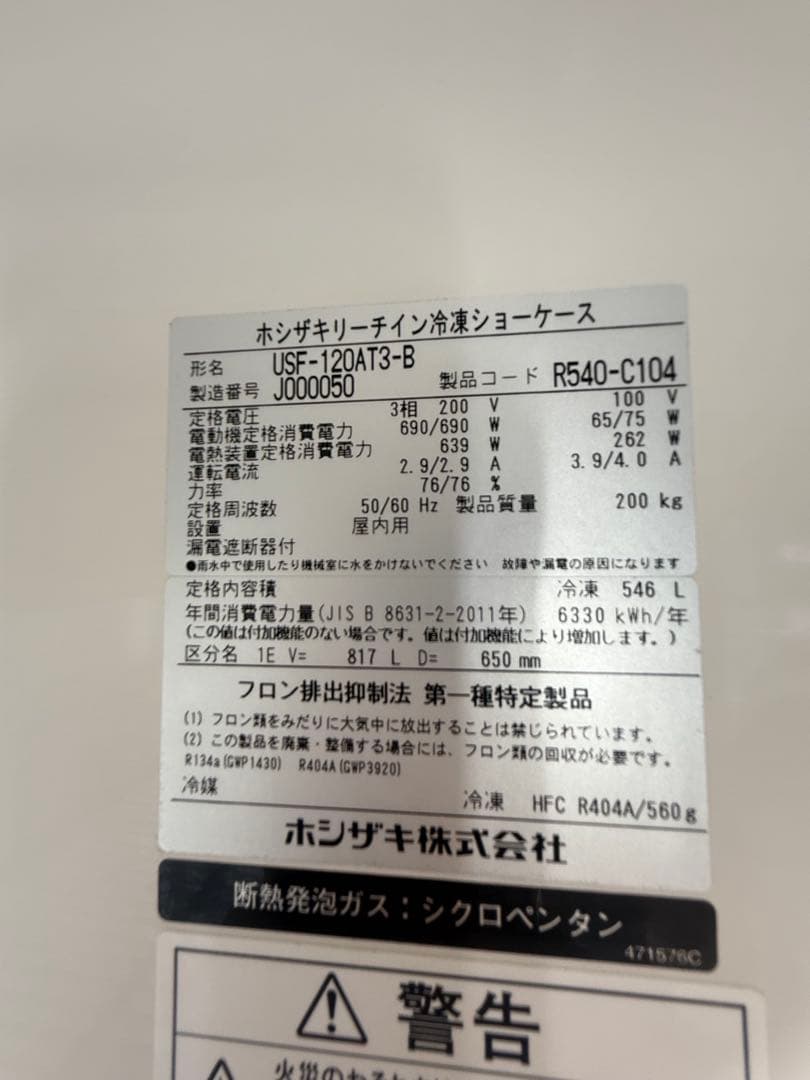 ホシザキリーチイン冷凍ショーケース
形名 USF-120AT3-B
製造番号 J000050 製品コード R540-C104
定格電圧 3相 200 V 100 V
電動機定格消費電力 690/690 W 65/75 W
電熱装置定格消費電力 639 W 262 W
運転電流 2.9/2.9 A 3.9/4.0 A
力率 76/76 %
定格周波数 50/60 Hz 製品質量 200 kg
設置 屋内用
漏電遮断器付
●雨水中で使用したり機械室に水をかけないでください 故障や漏電の原因になります
定格内容積 冷凍 546 L
年間消費電力量(JIS B 8631-2-2011年) 6330 kWh/年
(この値は付加機能のない場合です。値は付加機能により増加します。)
区分名 1E V= 817 L D= 650 mm
フロン排出抑制法 第一種特定製品
(1) フロン類をみだりに大気中に放出することは禁じられています。
(2) この製品を廃棄・整備する場合には、フロン類の回収が必要です。
R134a(GWP1430) R404A(GWP3920)
冷媒
冷凍 HFC R404A/560g
ホシザキ株式会社
断熱発泡ガス：シクロペンタン
471576C
警告